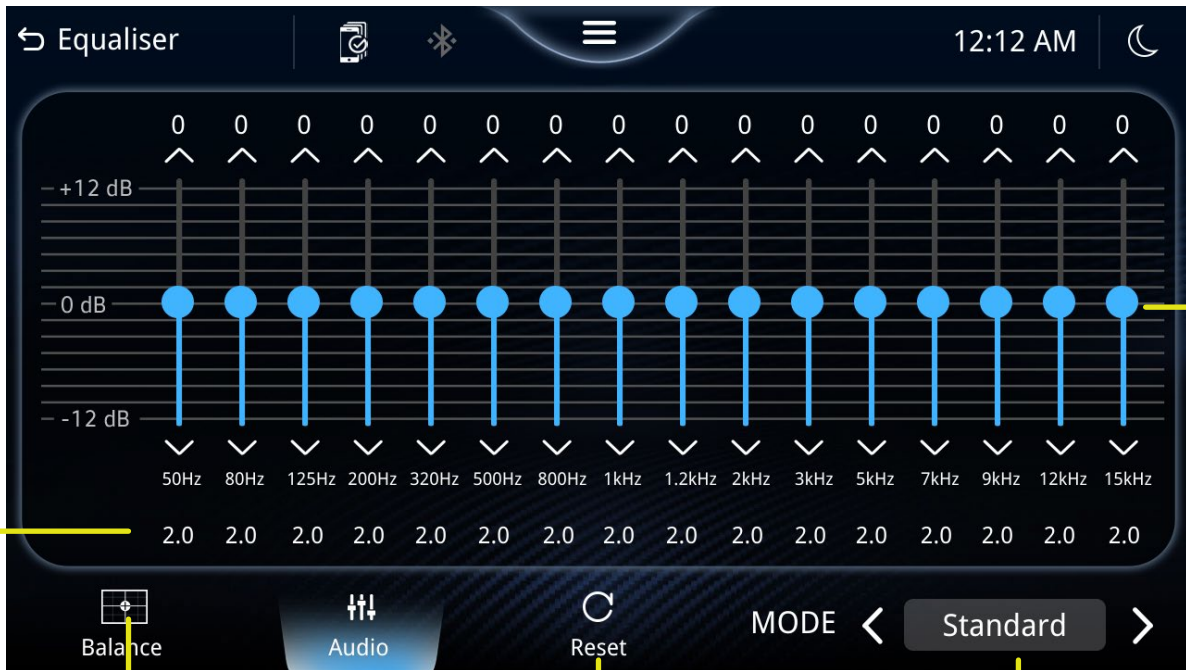 Equaliser 12:12 AM
0 0 0 0 0 0 0 0 0 0 0 0 0 0 0 0
+12 dB
0 dB
-12 dB
50Hz 80Hz 125Hz 200Hz 320Hz 500Hz 800Hz 1kHz 1.2kHz 2kHz 3kHz 5kHz 7kHz 9kHz 12kHz 15kHz
2.0 2.0 2.0 2.0 2.0 2.0 2.0 2.0 2.0 2.0 2.0 2.0 2.0 2.0 2.0 2.0
Balance Audio Reset MODE Standard